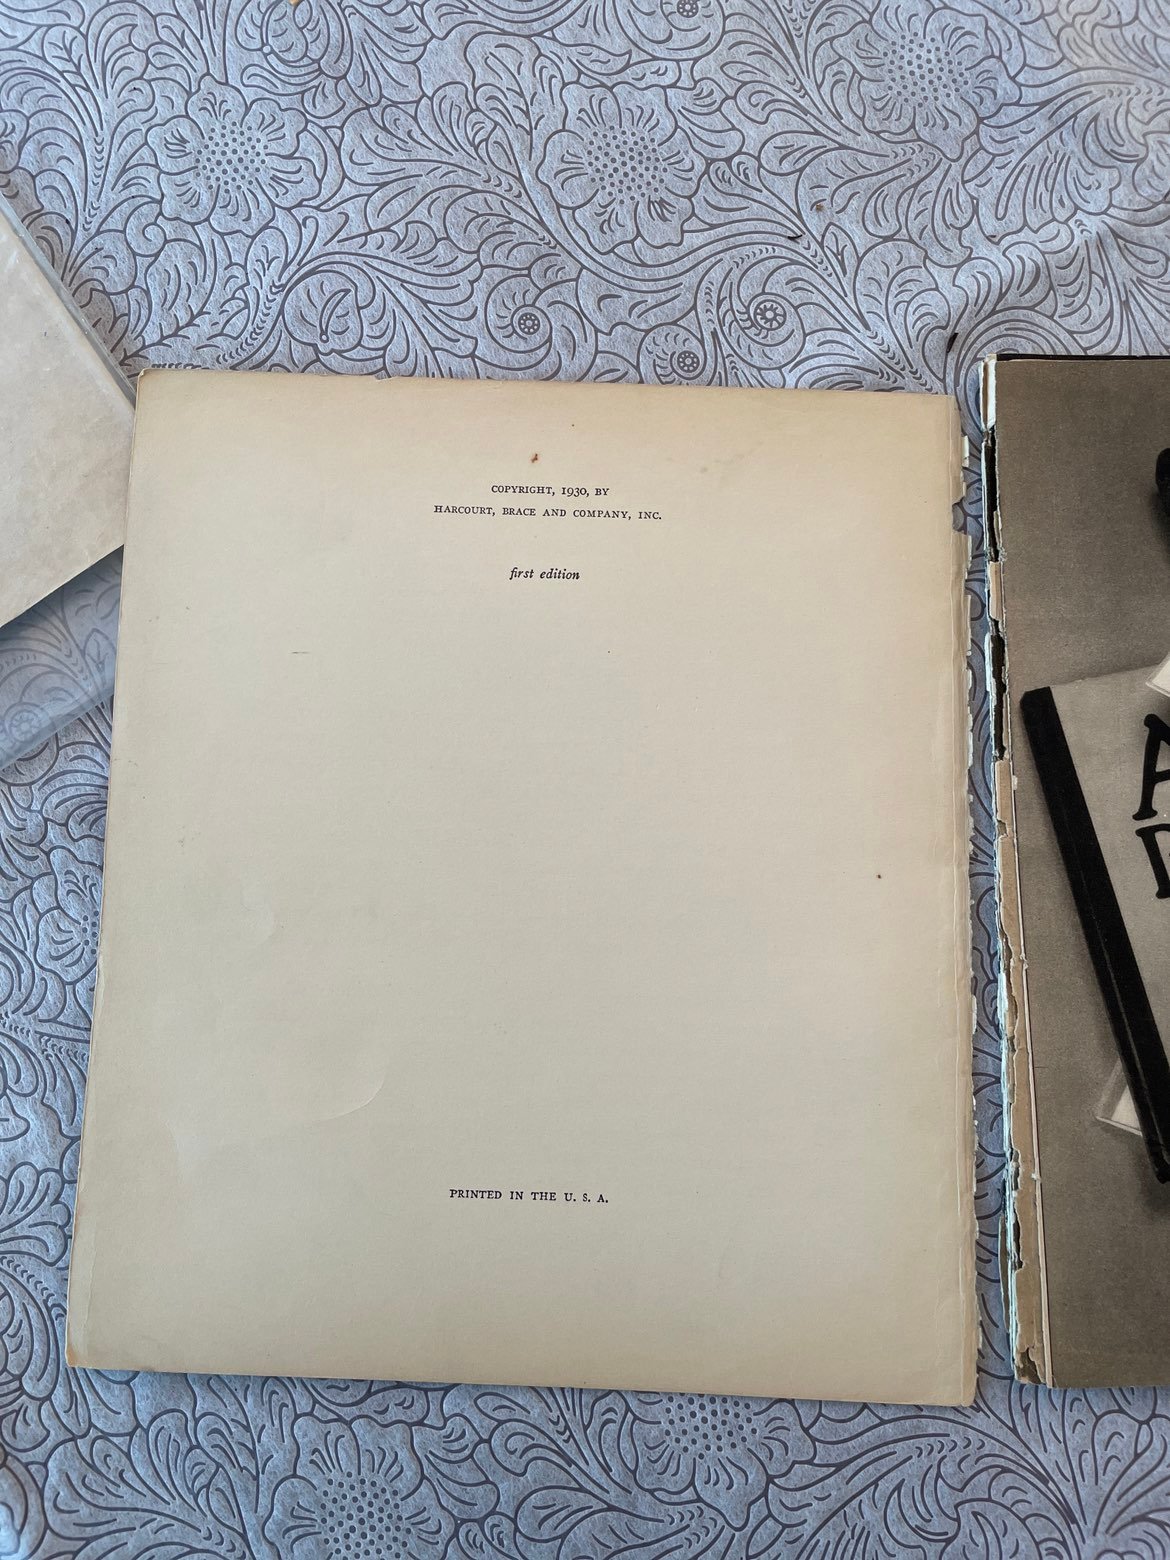 COPYRIGHT, 1930, BY
HARCOURT, BRACE AND COMPANY, INC.
first edition
PRINTED IN THE U. S. A.